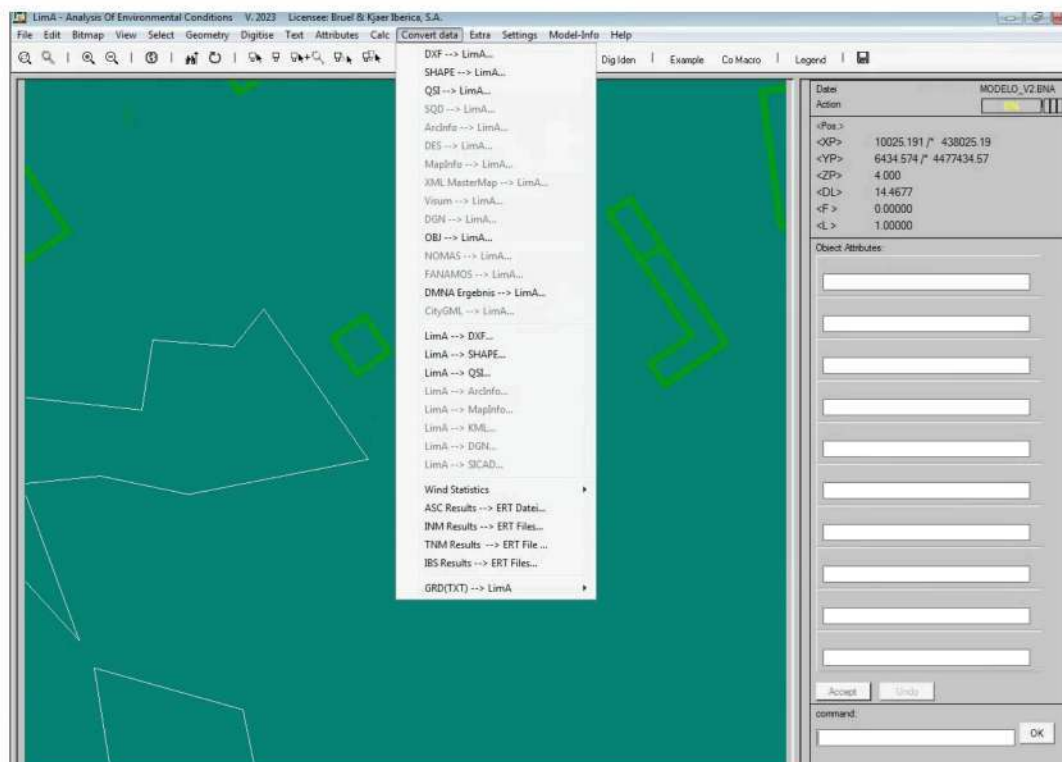 LimA - Analysis Of Environmental Conditions V. 2023 Licensee: Bruel & Kjaer Iberica, S.A.
File Edit Bitmap View Select Geometry Digitise Text Attributes Calc Convert data Extra Settings Model-Info Help
Dig Iden Example Co Macro Legend
DXF --> LimA...
SHAPE --> LimA...
QSI --> LimA...
SQD --> LimA...
ArcInfo --> LimA...
DES --> LimA...
MapInfo --> LimA...
XML MasterMap --> LimA...
Visum --> LimA...
DGN --> LimA...
OBJ --> LimA...
NOMAS --> LimA...
FANAMOS --> LimA...
DMNA Ergebnis --> LimA...
CityGML --> LimA...
LimA --> DXF...
LimA --> SHAPE...
LimA --> QSI...
LimA --> ArcInfo...
LimA --> MapInfo...
LimA --> KML...
LimA --> DGN...
LimA --> SICAD...
Wind Statistics
ASC Results --> ERT Datei...
INM Results --> ERT Files...
TNM Results --> ERT File ...
IBS Results --> ERT Files...
GRD(TXT) --> LimA
Datei MODELO_V2.BNA
Action
<Pos.>
<XP> 10025.191 /* 438025.19
<YP> 6434.574 /* 4477434.57
<ZP> 4.000
<DL> 14.4677
<F > 0.00000
<L > 1.00000
Object Attributes:
Accept Undo
command:
OK